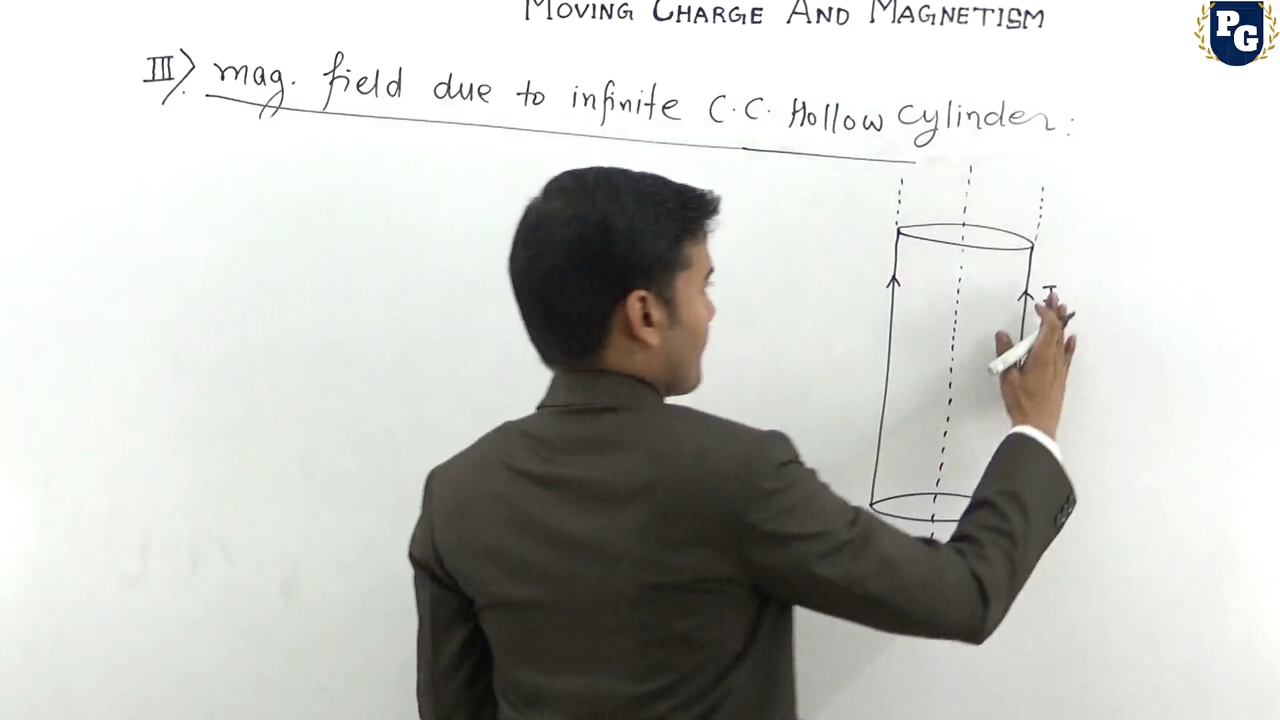 MOVING CHARGE AND MAGNETISM
PG
III) mag. field due to infinite C.C. Hollow Cylinder:
I